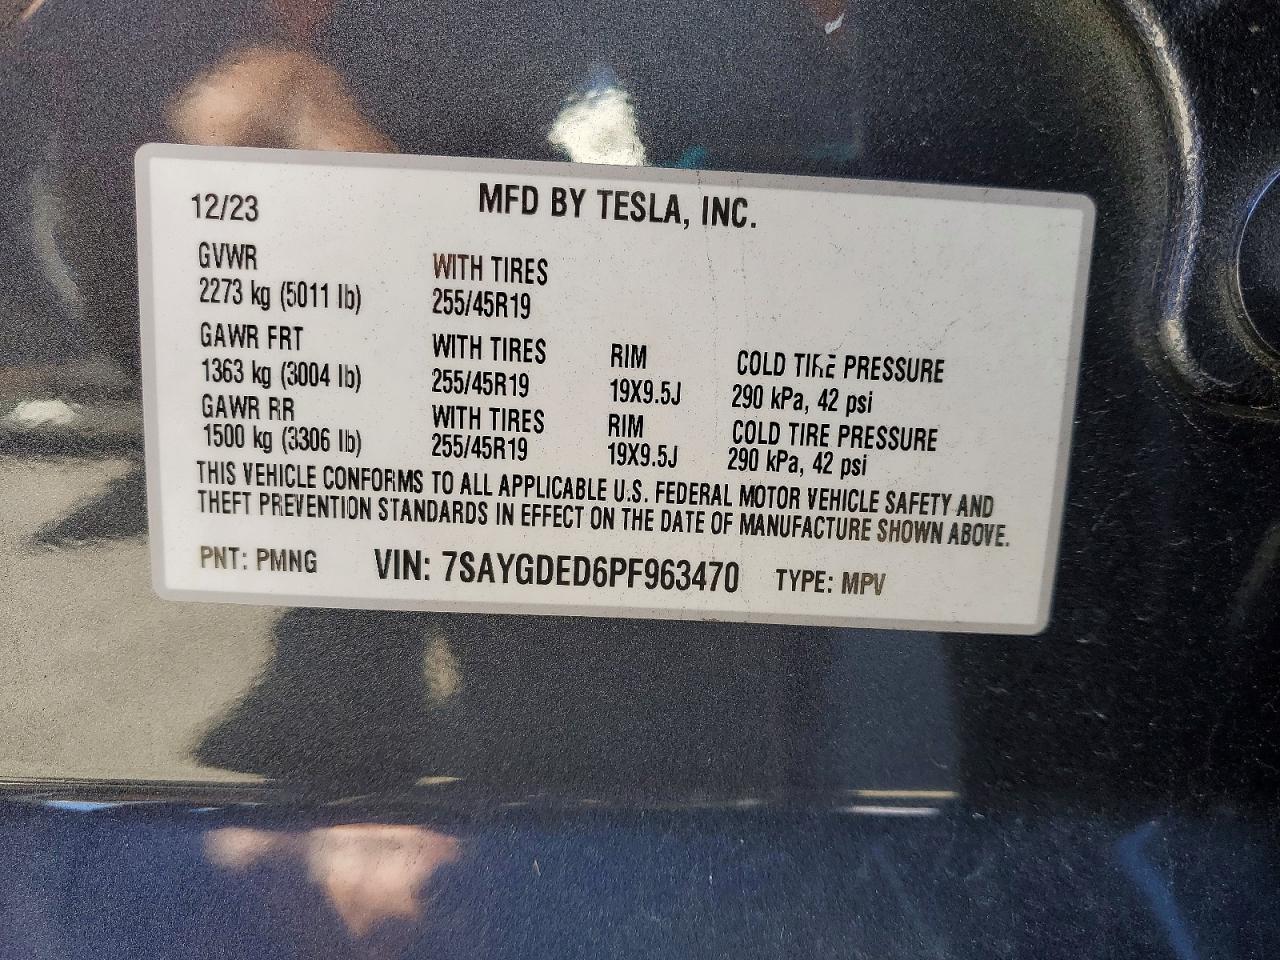 12/23 MFD BY TESLA, INC.
GVWR WITH TIRES
2273 kg (5011 lb) 255/45R19
GAWR FRT WITH TIRES RIM COLD TIRE PRESSURE
1363 kg (3004 lb) 255/45R19 19X9.5J 290 kPa, 42 psi
GAWR RR WITH TIRES RIM COLD TIRE PRESSURE
1500 kg (3306 lb) 255/45R19 19X9.5J 290 kPa, 42 psi
THIS VEHICLE CONFORMS TO ALL APPLICABLE U.S. FEDERAL MOTOR VEHICLE SAFETY AND
THEFT PREVENTION STANDARDS IN EFFECT ON THE DATE OF MANUFACTURE SHOWN ABOVE.
PNT: PMNG VIN: 7SAYGDED6PF963470 TYPE: MPV